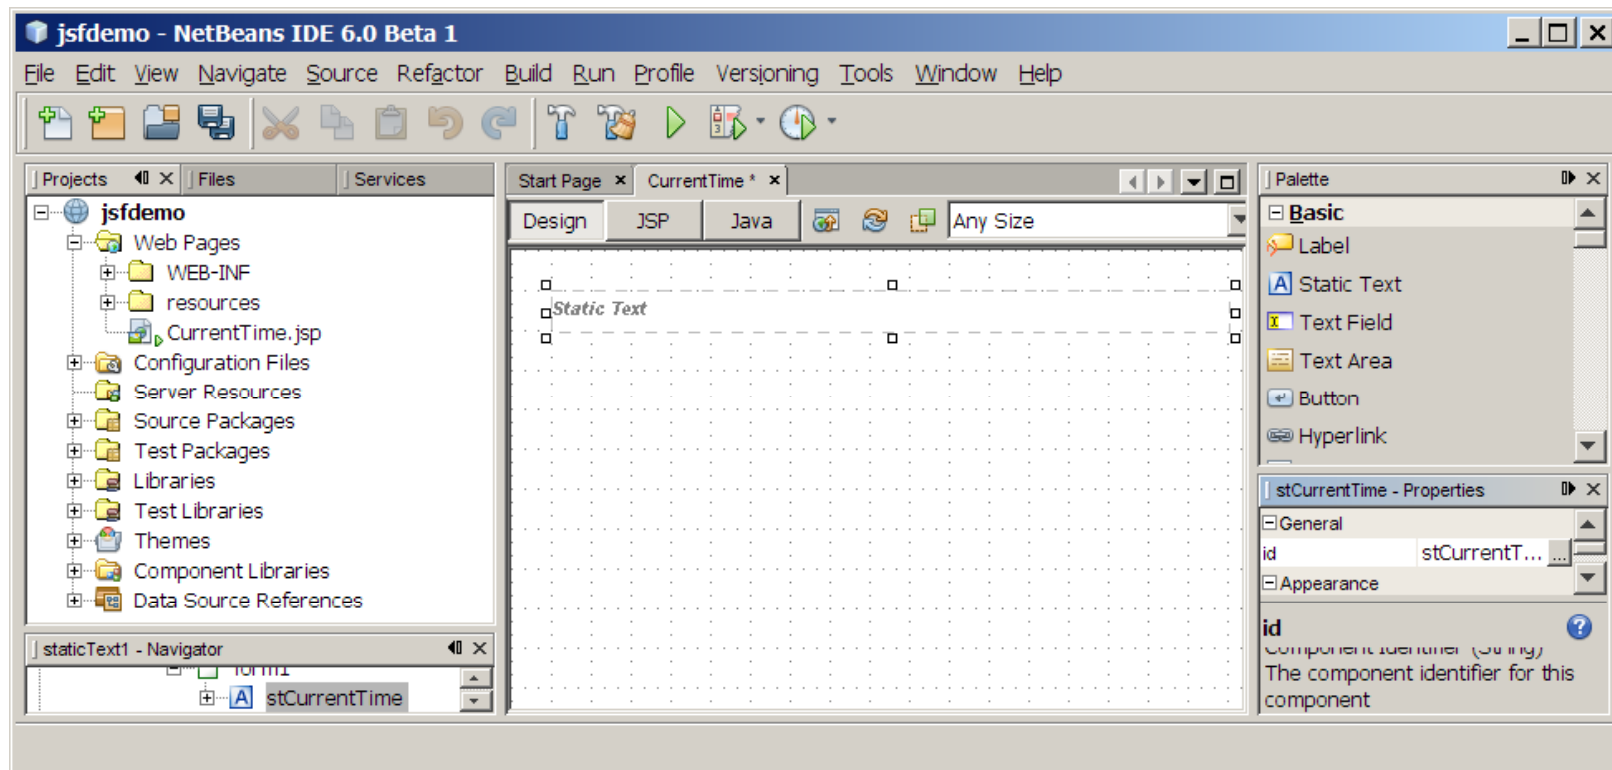 jsfdemo - NetBeans IDE 6.0 Beta 1
File Edit View Navigate Source Refactor Build Run Profile Versioning Tools Window Help
Projects Files Services
jsfdemo
Web Pages
WEB-INF
resources
CurrentTime.jsp
Configuration Files
Server Resources
Source Packages
Test Packages
Libraries
Test Libraries
Themes
Component Libraries
Data Source References
staticText1 - Navigator
form1
stCurrentTime
Start Page CurrentTime *
Design JSP Java Any Size
Static Text
Palette
Basic
Label
Static Text
Text Field
Text Area
Button
Hyperlink
stCurrentTime - Properties
General
id stCurrentT... ...
Appearance
id
Component Identifier (String)
The component identifier for this
component